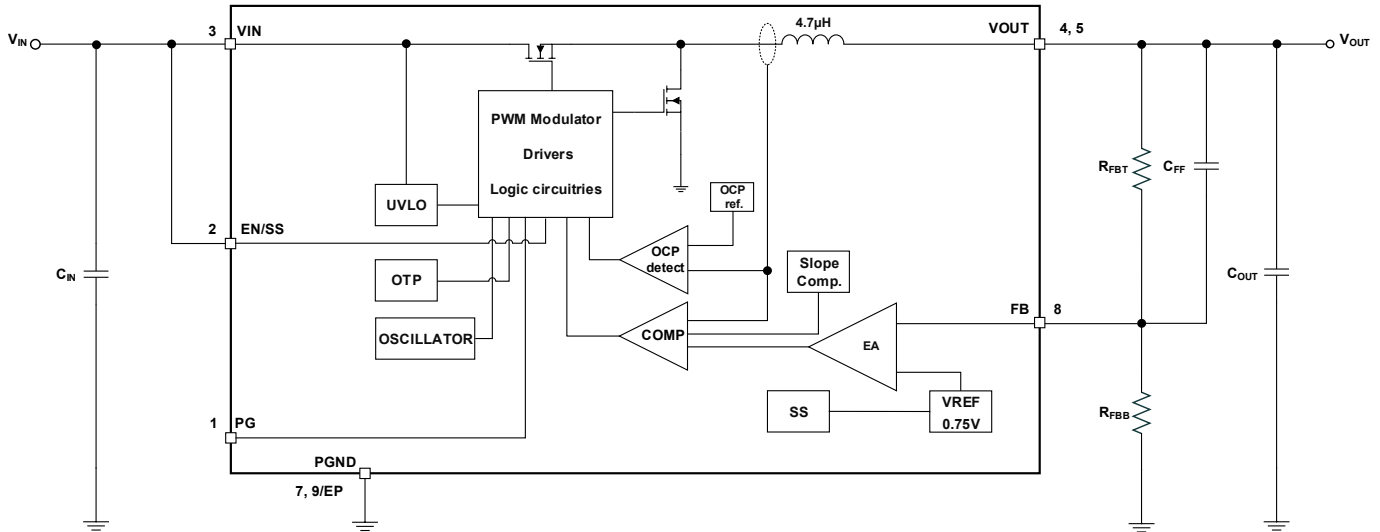 4.7µH
VIN
3
VIN
VOUT
4, 5
VOUT
PWM Modulator
Drivers
Logic circuitries
UVLO
OCP
ref.
RFBT
CFF
2
EN/SS
OCP
detect
Slope
Comp.
CIN
OTP
COUT
FB
8
OSCILLATOR
COMP
EA
SS
VREF
0.75V
RFBB
1
PG
PGND
7, 9/EP